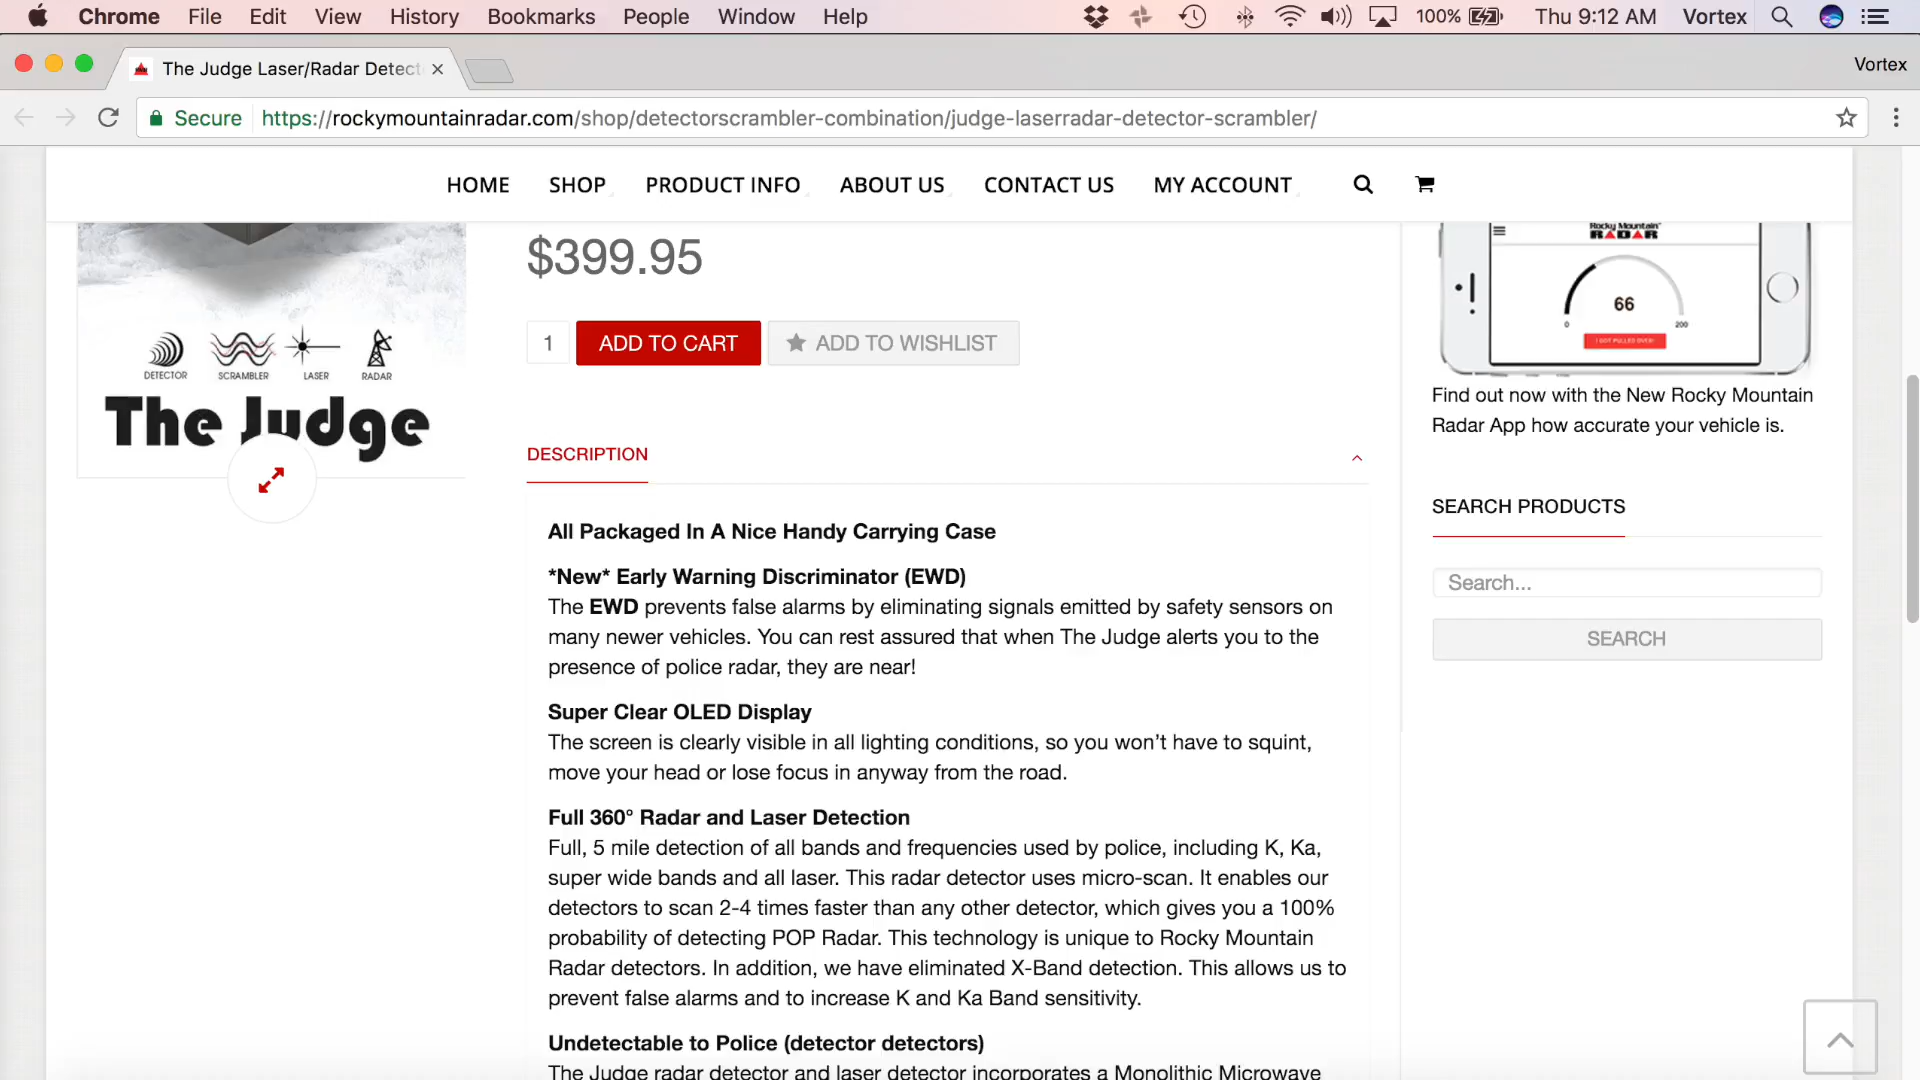 Chrome File Edit View History Bookmarks People Window Help 100% Thu 9:12 AM Vortex
The Judge Laser/Radar Detect
Vortex
Secure https://rockymountainradar.com/shop/detectorscrambler-combination/judge-laserradar-detector-scrambler/
HOME SHOP PRODUCT INFO ABOUT US CONTACT US MY ACCOUNT
DETECTOR SCRAMBLER LASER RADAR
The Judge
$399.95
1 ADD TO CART ADD TO WISHLIST
DESCRIPTION
All Packaged In A Nice Handy Carrying Case
*New* Early Warning Discriminator (EWD)
The EWD prevents false alarms by eliminating signals emitted by safety sensors on
many newer vehicles. You can rest assured that when The Judge alerts you to the
presence of police radar, they are near!
Super Clear OLED Display
The screen is clearly visible in all lighting conditions, so you won’t have to squint,
move your head or lose focus in anyway from the road.
Full 360° Radar and Laser Detection
Full, 5 mile detection of all bands and frequencies used by police, including K, Ka,
super wide bands and all laser. This radar detector uses micro-scan. It enables our
detectors to scan 2-4 times faster than any other detector, which gives you a 100%
probability of detecting POP Radar. This technology is unique to Rocky Mountain
Radar detectors. In addition, we have eliminated X-Band detection. This allows us to
prevent false alarms and to increase K and Ka Band sensitivity.
Undetectable to Police (detector detectors)
The Judge radar detector and laser detector incorporates a Monolithic Microwave
Rocky Mountain
RADAR
66
0 200
I GOT PULLED OVER!
Find out now with the New Rocky Mountain
Radar App how accurate your vehicle is.
SEARCH PRODUCTS
Search...
SEARCH